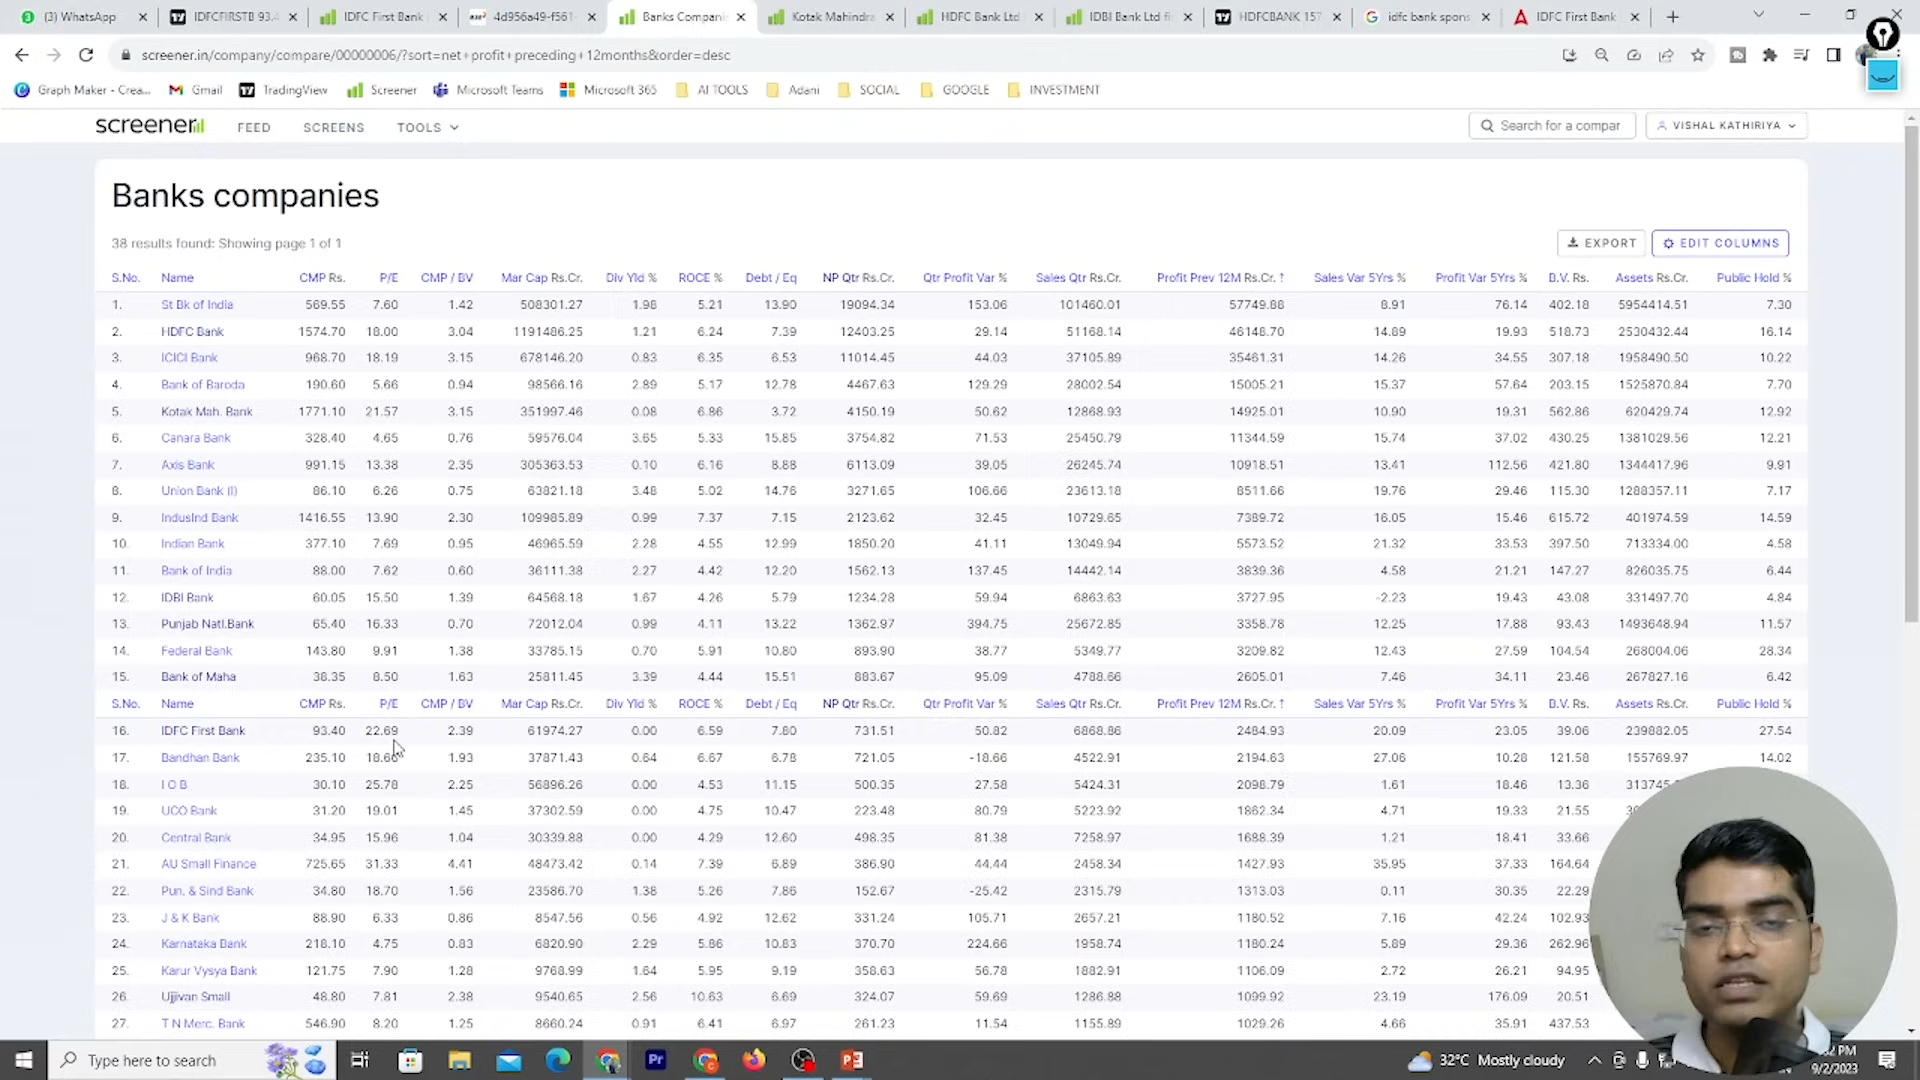 (3) WhatsApp
IDFCFIRSTB 93.4
IDFC First Bank
4d956a49-f561
Banks Compani
Kotak Mahindra
HDFC Bank Ltd
IDBI Bank Ltd fi
HDFCBANK 157
idfc bank spons
IDFC First Bank
screener.in/company/compare/00000006/?sort=net+profit+preceding+12months&order=desc
Graph Maker - Crea...
Gmail
TradingView
Screener
Microsoft Teams
Microsoft 365
AI TOOLS
Adani
SOCIAL
GOOGLE
INVESTMENT
screener
FEED
SCREENS
TOOLS
Search for a compar
VISHAL KATHIRIYA
Banks companies
38 results found: Showing page 1 of 1
EXPORT
EDIT COLUMNS
S.No. Name CMP Rs. P/E CMP / BV Mar Cap Rs.Cr. Div Yld % ROCE % Debt / Eq NP Qtr Rs.Cr. Qtr Profit Var % Sales Qtr Rs.Cr. Profit Prev 12M Rs.Cr. ↑ Sales Var 5Yrs % Profit Var 5Yrs % B.V. Rs. Assets Rs.Cr. Public Hold %
1. St Bk of India 569.55 7.60 1.42 508301.27 1.98 5.21 13.90 19094.34 153.06 101460.01 57749.88 8.91 76.14 402.18 5954414.51 7.30
2. HDFC Bank 1574.70 18.00 3.04 1191486.25 1.21 6.24 7.39 12403.25 29.14 51168.14 46148.70 14.89 19.93 518.73 2530432.44 16.14
3. ICICI Bank 968.70 18.19 3.15 678146.20 0.83 6.35 6.53 11014.45 44.03 37105.89 35461.31 14.26 34.55 307.18 1958490.50 10.22
4. Bank of Baroda 190.60 5.66 0.94 98566.16 2.89 5.17 12.78 4467.63 129.29 28002.54 15005.21 15.37 57.64 203.15 1525870.84 7.70
5. Kotak Mah. Bank 1771.10 21.57 3.15 351997.46 0.08 6.86 3.72 4150.19 50.62 12868.93 14925.01 10.90 19.31 562.86 620429.74 12.92
6. Canara Bank 328.40 4.65 0.76 59576.04 3.65 5.33 15.85 3754.82 71.53 25450.79 11344.59 15.74 37.02 430.25 1381029.56 12.21
7. Axis Bank 991.15 13.38 2.35 305363.53 0.10 6.16 8.88 6113.09 39.05 26245.74 10918.51 13.41 112.56 421.80 1344417.96 9.91
8. Union Bank (I) 86.10 6.26 0.75 63821.18 3.48 5.02 14.76 3271.65 106.66 23613.18 8511.66 19.76 29.46 115.30 1288357.11 7.17
9. IndusInd Bank 1416.55 13.90 2.30 109985.89 0.99 7.37 7.15 2123.62 32.45 10729.65 7389.72 16.05 15.46 615.72 401974.59 14.59
10. Indian Bank 377.10 7.69 0.95 46965.59 2.28 4.55 12.99 1850.20 41.11 13049.94 5573.52 21.32 33.53 397.50 713334.00 4.58
11. Bank of India 88.00 7.62 0.60 36111.38 2.27 4.42 12.20 1562.13 137.45 14442.14 3839.36 4.58 21.21 147.27 826035.75 6.44
12. IDBI Bank 60.05 15.50 1.39 64568.18 1.67 4.26 5.79 1234.28 59.94 6863.63 3727.95 -2.23 19.43 43.08 331497.70 4.84
13. Punjab Natl.Bank 65.40 16.33 0.70 72012.04 0.99 4.11 13.22 1362.97 394.75 25672.85 3358.78 12.25 17.88 93.43 1493648.94 11.57
14. Federal Bank 143.80 9.91 1.38 33785.15 0.70 5.91 10.80 893.90 38.77 5349.77 3209.82 12.43 27.59 104.54 268004.06 28.34
15. Bank of Maha 38.35 8.50 1.63 25811.45 3.39 4.44 15.51 883.67 95.09 4788.66 2605.01 7.46 34.11 23.46 267827.16 6.42
S.No. Name CMP Rs. P/E CMP / BV Mar Cap Rs.Cr. Div Yld % ROCE % Debt / Eq NP Qtr Rs.Cr. Qtr Profit Var % Sales Qtr Rs.Cr. Profit Prev 12M Rs.Cr. ↑ Sales Var 5Yrs % Profit Var 5Yrs % B.V. Rs. Assets Rs.Cr. Public Hold %
16. IDFC First Bank 93.40 22.69 2.39 61974.27 0.00 6.59 7.80 731.51 50.82 6868.86 2484.93 20.09 23.05 39.06 239882.05 27.54
17. Bandhan Bank 235.10 18.66 1.93 37871.43 0.64 6.67 6.78 721.05 -18.66 4522.91 2194.63 27.06 10.28 121.58 155769.97 14.02
18. I O B 30.10 25.78 2.25 56896.26 0.00 4.53 11.15 500.35 27.58 5424.31 2098.79 1.61 18.46 13.36 313745
19. UCO Bank 31.20 19.01 1.45 37302.59 0.00 4.75 10.47 223.48 80.79 5223.92 1862.34 4.71 19.33 21.55
20. Central Bank 34.95 15.96 1.04 30339.88 0.00 4.29 12.60 498.35 81.38 7258.97 1688.39 1.21 18.41 33.66
21. AU Small Finance 725.65 31.33 4.41 48473.42 0.14 7.39 6.89 386.90 44.44 2458.34 1427.93 35.95 37.33 164.64
22. Pun. & Sind Bank 34.80 18.70 1.56 23586.70 1.38 5.26 7.86 152.67 -25.42 2315.79 1313.03 0.11 30.35 22.29
23. J & K Bank 88.90 6.33 0.86 8547.56 0.56 4.92 12.62 331.24 105.71 2657.21 1180.52 7.16 42.24 102.93
24. Karnataka Bank 218.10 4.75 0.83 6820.90 2.29 5.86 10.83 370.70 224.66 1958.74 1180.24 5.89 29.36 262.96
25. Karur Vysya Bank 121.75 7.90 1.28 9768.99 1.64 5.95 9.19 358.63 56.78 1882.91 1106.09 2.72 26.21 94.95
26. Ujjivan Small 48.80 7.81 2.38 9540.65 2.56 10.63 6.69 324.07 59.69 1286.88 1099.92 23.19 176.09 20.51
27. T N Merc. Bank 546.90 8.20 1.25 8660.24 0.91 6.41 6.97 261.23 11.54 1155.89 1029.26 4.66 35.91 437.53
Type here to search
32°C Mostly cloudy
PM
9/2/2023